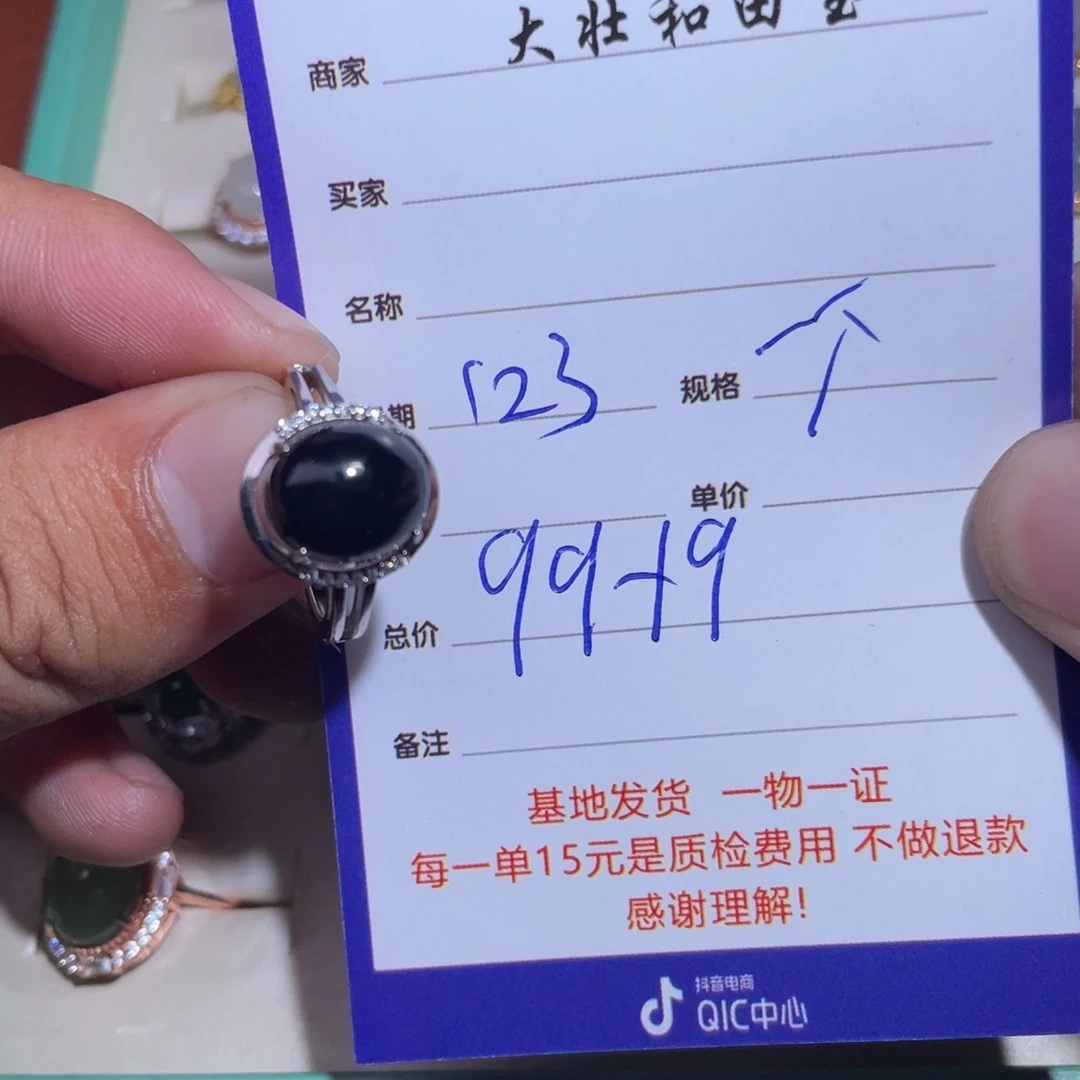 商家 大壮和田玉
买家
名称
期 123 规格 个
单价
总价 99+9
备注
基地发货 一物一证
每一单15元是质检费用 不做退款
感谢理解!
抖音电商
QIC中心